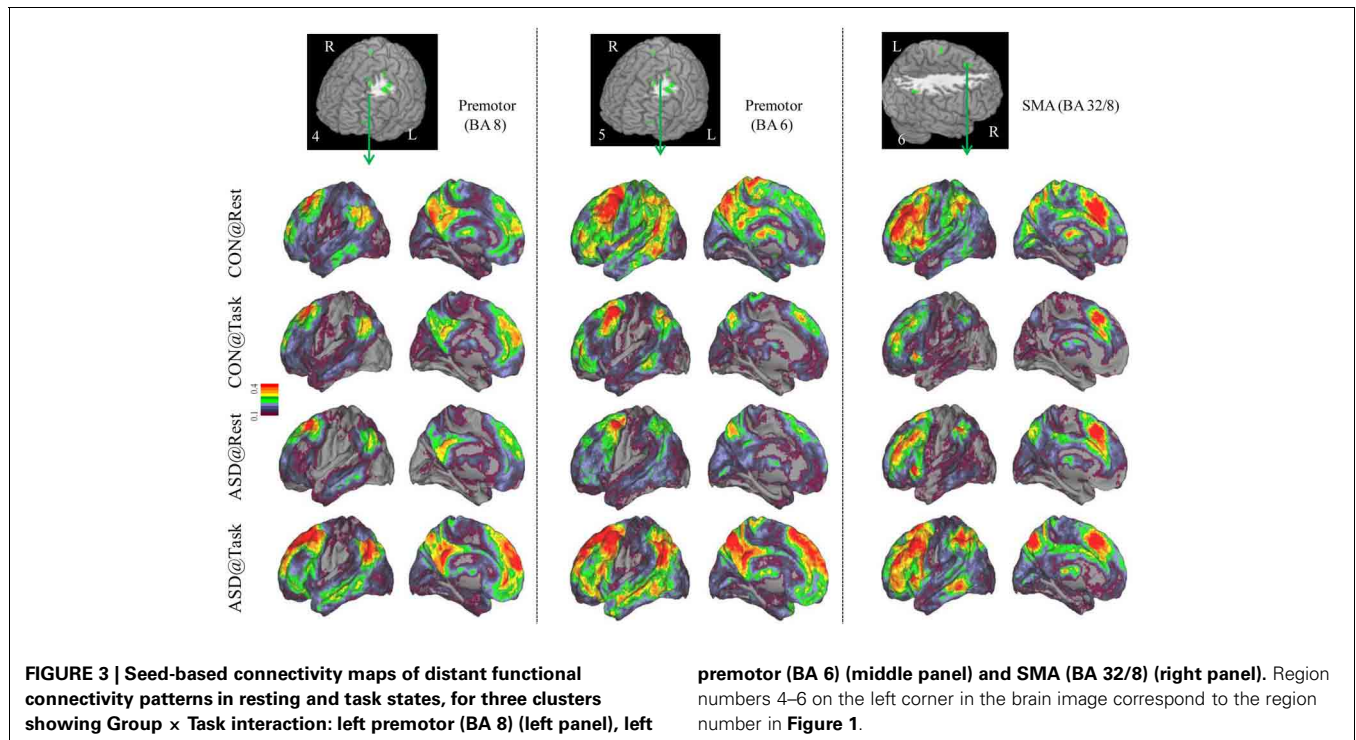 R
4
L
Premotor
(BA 8)
R
5
L
Premotor
(BA 6)
L
6
R
SMA (BA 32/8)
CON@Rest
CON@Task
0.1 0.4
ASD@Rest
ASD@Task
FIGURE 3 | Seed-based connectivity maps of distant functional
connectivity patterns in resting and task states, for three clusters
showing Group × Task interaction: left premotor (BA 8) (left panel), left
premotor (BA 6) (middle panel) and SMA (BA 32/8) (right panel). Region
numbers 4–6 on the left corner in the brain image correspond to the region
number in Figure 1.